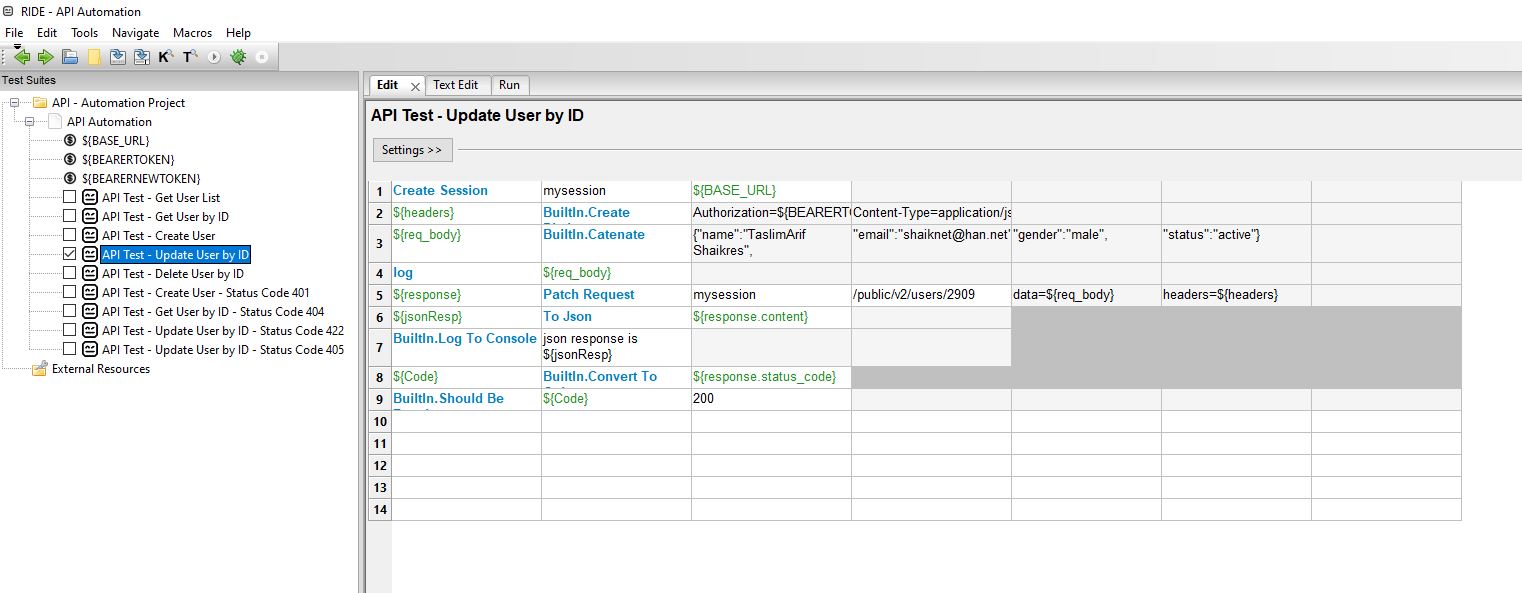 RIDE - API Automation
File Edit Tools Navigate Macros Help
K T
Test Suites
API - Automation Project
API Automation
${BASE_URL}
${BEARERTOKEN}
${BEARERNEWTOKEN}
API Test - Get User List
API Test - Get User by ID
API Test - Create User
API Test - Update User by ID
API Test - Delete User by ID
API Test - Create User - Status Code 401
API Test - Get User by ID - Status Code 404
API Test - Update User by ID - Status Code 422
API Test - Update User by ID - Status Code 405
External Resources
Edit Text Edit Run
API Test - Update User by ID
Settings >>
1 Create Session mysession ${BASE_URL}
2 ${headers} BuiltIn.Create Authorization=${BEARERT Content-Type=application/js
3 ${req_body} BuiltIn.Catenate {"name":"TaslimArif "email":"shaiknet@han.net" "gender":"male", "status":"active"}
Shaikres",
4 log ${req_body}
5 ${response} Patch Request mysession /public/v2/users/2909 data=${req_body} headers=${headers}
6 ${jsonResp} To Json ${response.content}
7 BuiltIn.Log To Console json response is
${jsonResp}
8 ${Code} BuiltIn.Convert To ${response.status_code}
9 BuiltIn.Should Be ${Code} 200
10
11
12
13
14